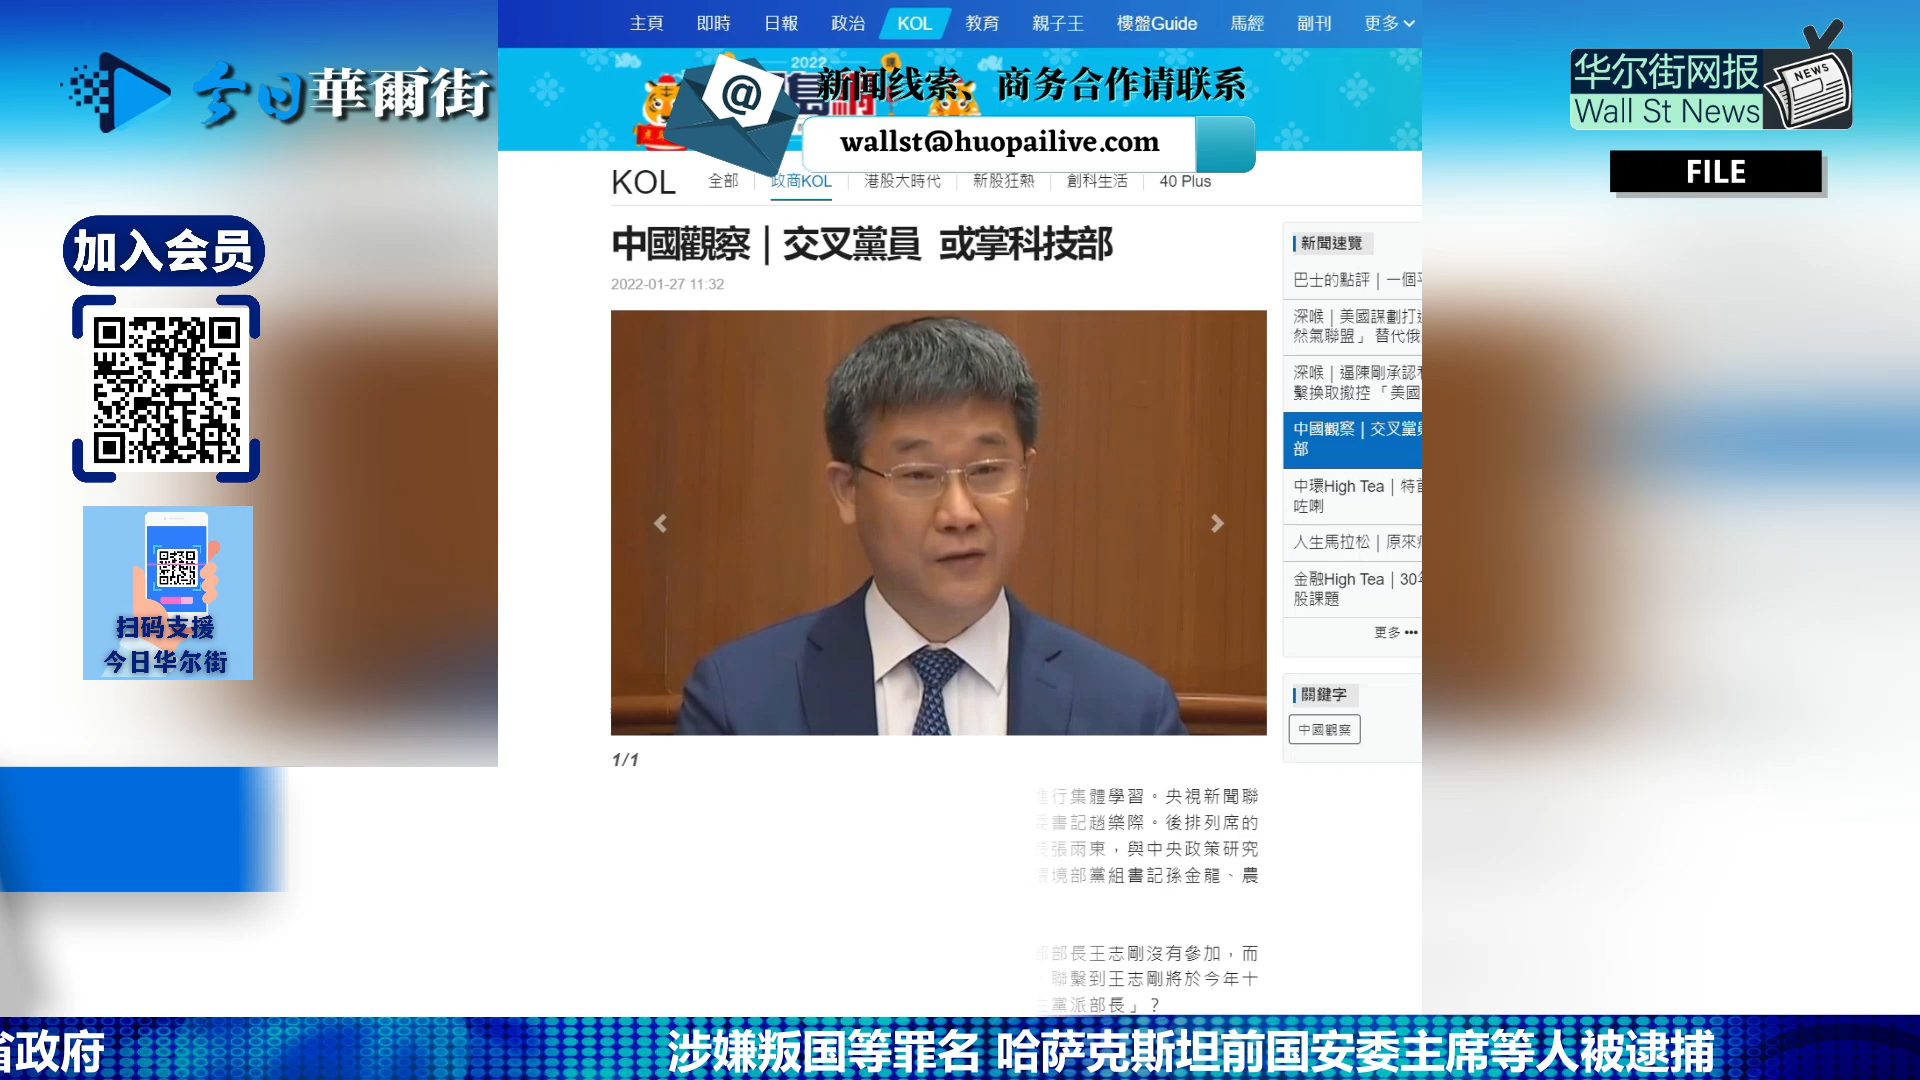 今日華爾街
加入会员
扫码支援
今日华尔街
主頁
即時
日報
政治
KOL
教育
親子王
樓盤Guide
馬經
副刊
更多
2022
新闻线索、商务合作请联系
wallst@huopailive.com
KOL
全部
政商KOL
港股大時代
新股狂熱
創科生活
40 Plus
中國觀察｜交叉黨員 或掌科技部
2022-01-27 11:32
1/1
行集體學習。央視新聞聯
書記趙樂際。後排列席的
張雨東，與中央政策研究
境部黨組書記孫金龍、農
部長王志剛沒有參加，而
聯繫到王志剛將於今年十
黨派部長」？
新聞速覽
巴士的點評｜一個
深喉｜美國謀劃打
然氣聯盟」 替代俄
深喉｜逼陳剛承認
繫換取撤控 「美國
中國觀察｜交叉黨
部
中環High Tea｜特首
咗喇
人生馬拉松｜原來
金融High Tea｜30
股課題
更多 •••
關鍵字
中國觀察
华尔街网报
Wall St News
NEWS
FILE
省政府
涉嫌叛国等罪名 哈萨克斯坦前国安委主席等人被逮捕